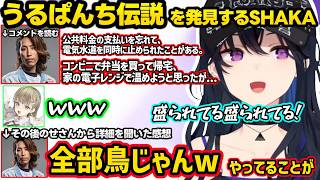 うるぱんち伝説を発見するSHAKA
↓コメントを読む
公共料金の支払いを忘れて、
電気水道を同時に止められたことがある。
コンビニで弁当を買って帰宅、
家の電子レンジで温めようと思ったが…
www
盛られてる盛られてる!
↓その後のせさんから詳細を聞いた感想
全部鳥じゃんw
やってることが